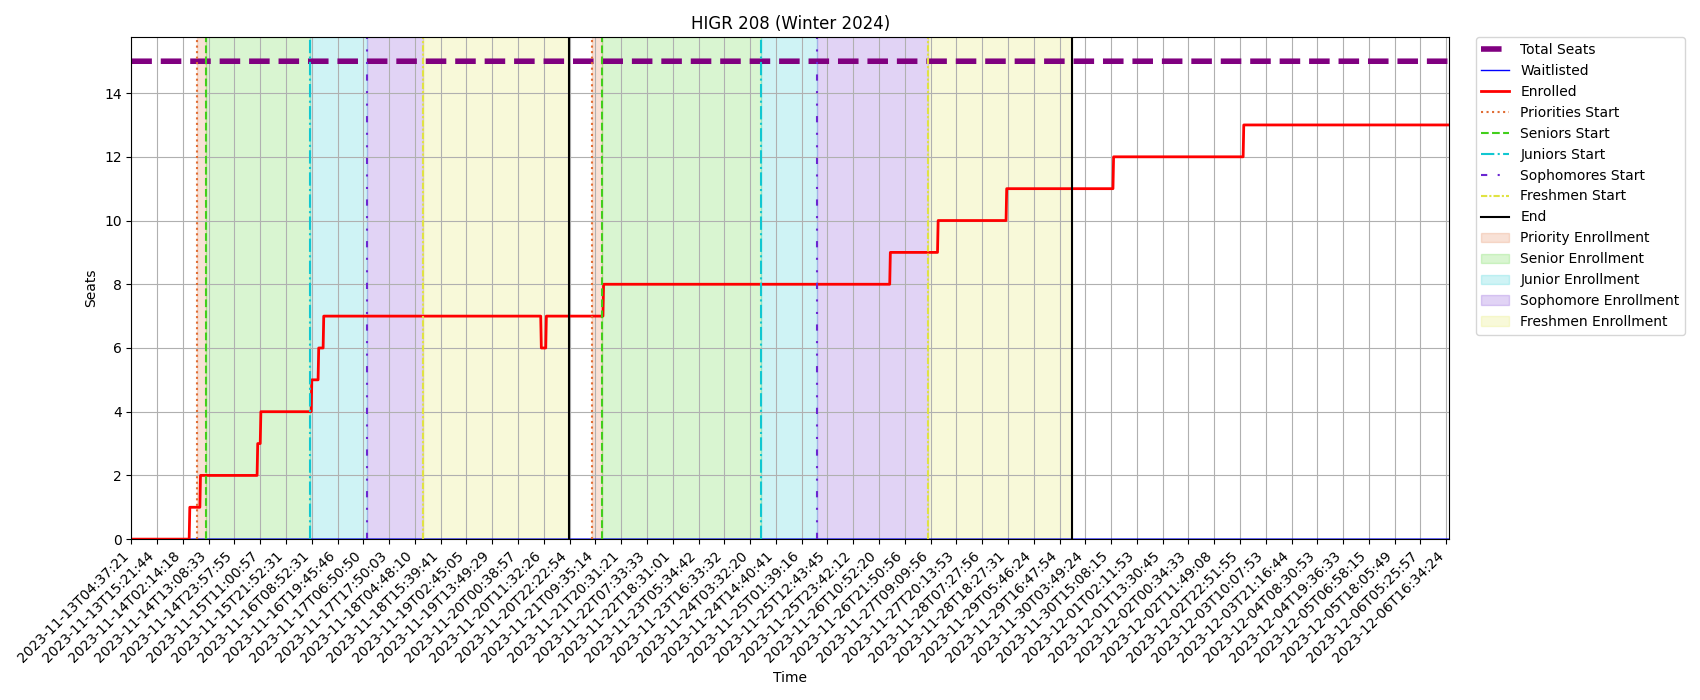 HIGR 208 (Winter 2024)
Total Seats
Waitlisted
Enrolled
Priorities Start
Seniors Start
Juniors Start
Sophomores Start
Freshmen Start
End
Priority Enrollment
Senior Enrollment
Junior Enrollment
Sophomore Enrollment
Freshmen Enrollment
Seats
14
12
10
8
6
4
2
0
2023-11-13T04:37:21
2023-11-13T15:21:44
2023-11-14T02:14:18
2023-11-14T13:08:33
2023-11-14T23:57:55
2023-11-15T11:00:57
2023-11-15T21:52:31
2023-11-16T08:52:31
2023-11-16T19:45:46
2023-11-17T06:50:50
2023-11-17T17:50:03
2023-11-18T04:48:10
2023-11-18T15:39:41
2023-11-19T02:45:05
2023-11-19T13:49:29
2023-11-20T00:38:57
2023-11-20T11:32:26
2023-11-20T22:22:54
2023-11-21T09:35:14
2023-11-21T20:31:21
2023-11-22T07:33:33
2023-11-22T18:31:01
2023-11-23T05:34:42
2023-11-23T16:33:32
2023-11-24T03:32:20
2023-11-24T14:40:41
2023-11-25T01:39:16
2023-11-25T12:43:45
2023-11-25T23:42:12
2023-11-26T10:52:20
2023-11-26T21:50:56
2023-11-27T09:09:56
2023-11-27T20:13:53
2023-11-28T07:27:56
2023-11-28T18:27:31
2023-11-29T05:46:24
2023-11-29T16:47:54
2023-11-30T03:49:24
2023-11-30T15:08:15
2023-12-01T02:11:53
2023-12-01T13:30:45
2023-12-02T00:34:33
2023-12-02T11:49:08
2023-12-02T22:51:55
2023-12-03T10:07:53
2023-12-03T21:16:44
2023-12-04T08:30:53
2023-12-04T19:36:33
2023-12-05T06:58:15
2023-12-05T18:05:49
2023-12-06T05:25:57
2023-12-06T16:34:24
Time